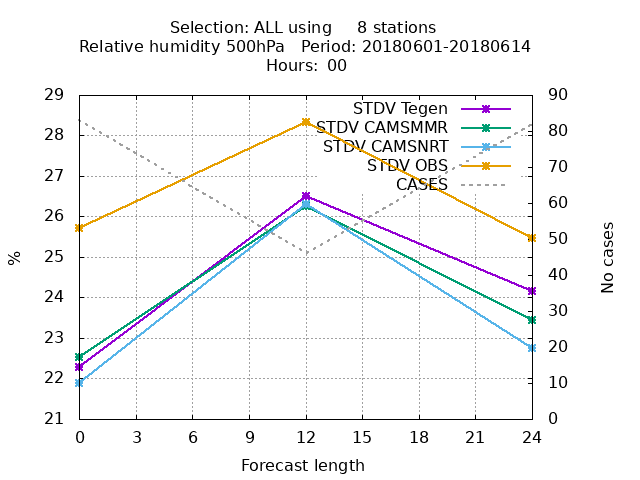 Selection: ALL using 8 stations
Relative humidity 500hPa Period: 20180601-20180614
Hours: 00
29
28
27
26
25
24
23
22
21
%
90
80
70
60
50
40
30
20
10
0
No cases
STDV Tegen
STDV CAMSMMR
STDV CAMSNRT
STDV OBS
CASES
0 3 6 9 12 15 18 21 24
Forecast length